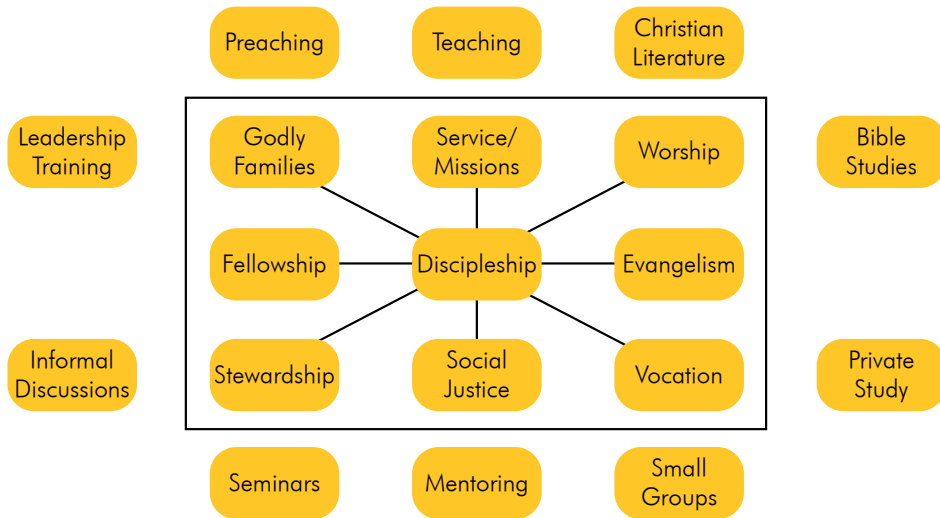 Preaching
Teaching
Christian
Literature
Leadership
Training
Godly
Families
Service/
Missions
Worship
Bible
Studies
Fellowship
Discipleship
Evangelism
Informal
Discussions
Stewardship
Social
Justice
Vocation
Private
Study
Seminars
Mentoring
Small
Groups